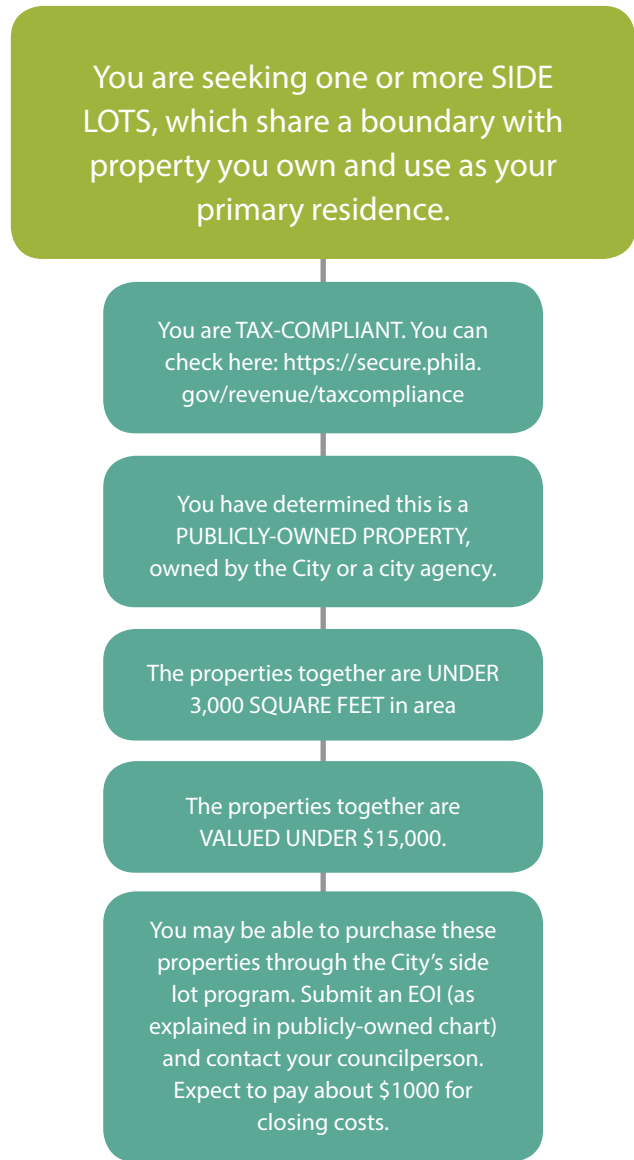 You are seeking one or more SIDE
LOTS, which share a boundary with
property you own and use as your
primary residence.
You are TAX-COMPLIANT. You can
check here: https://secure.phila.
gov/revenue/taxcompliance
You have determined this is a
PUBLICLY-OWNED PROPERTY,
owned by the City or a city agency.
The properties together are UNDER
3,000 SQUARE FEET in area
The properties together are
VALUED UNDER $15,000.
You may be able to purchase these
properties through the City’s side
lot program. Submit an EOI (as
explained in publicly-owned chart)
and contact your councilperson.
Expect to pay about $1000 for
closing costs.